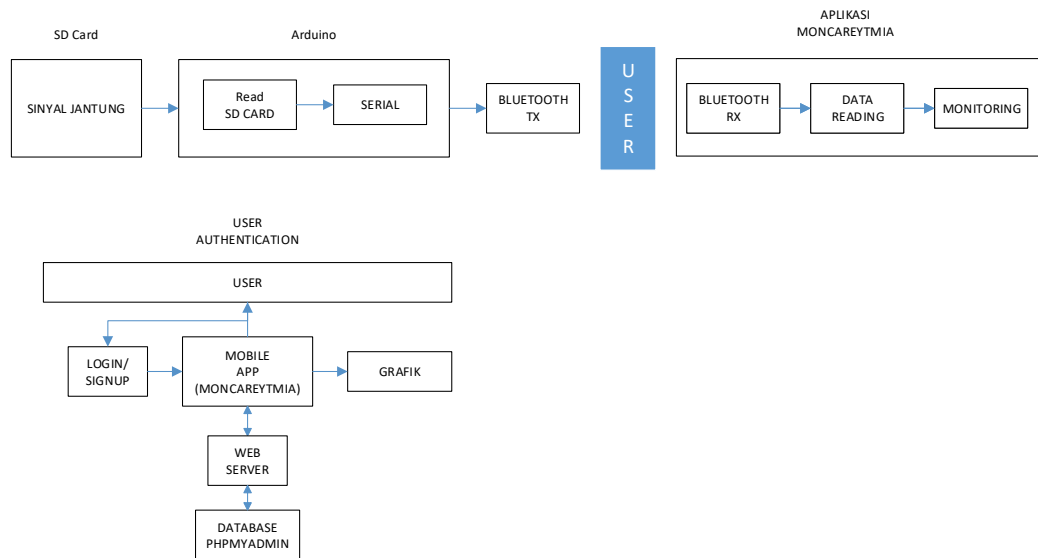 SD Card
Arduino
APLIKASI
MONCAREYTMIA
SINYAL JANTUNG
Read
SD CARD
SERIAL
BLUETOOTH
TX
U
S
E
R
BLUETOOTH
RX
DATA
READING
MONITORING
USER
AUTHENTICATION
USER
LOGIN/
SIGNUP
MOBILE
APP
(MONCAREYTMIA)
GRAFIK
WEB
SERVER
DATABASE
PHPMYADMIN